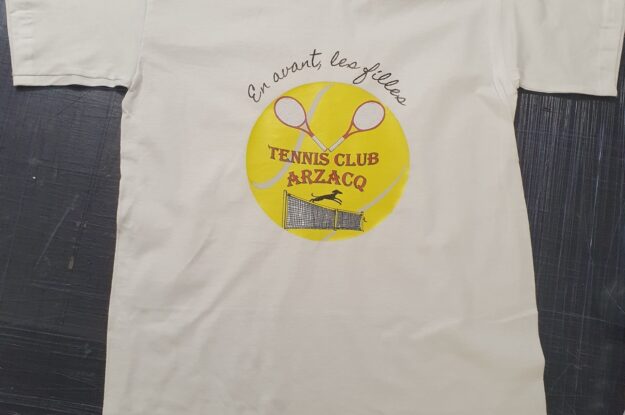 En avant, les filles
TENNIS CLUB
ARZACQ